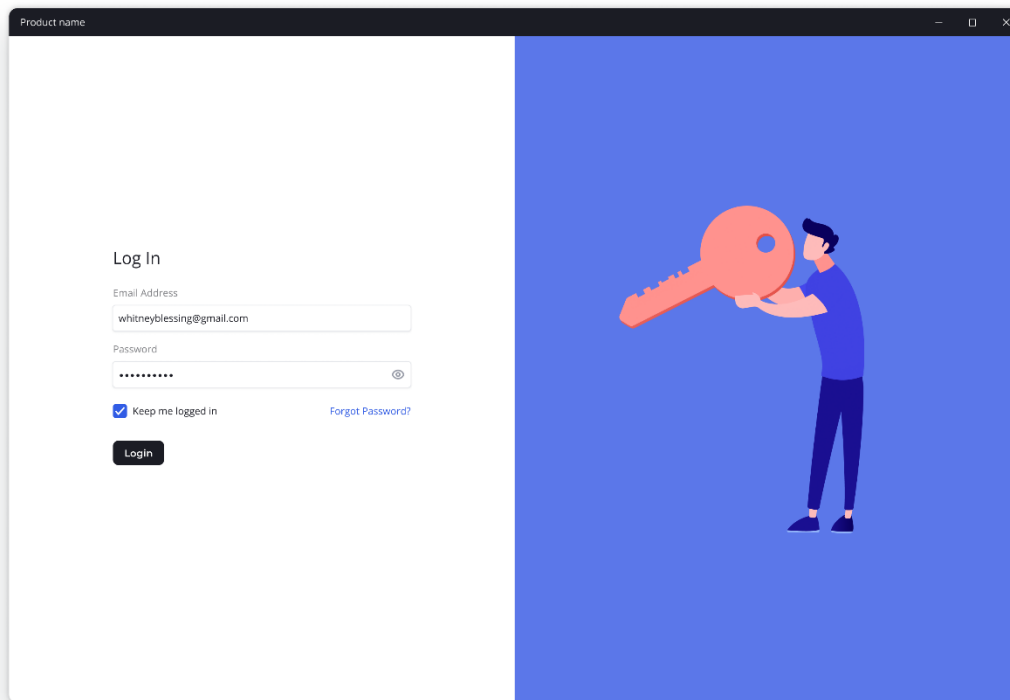 Product name
Log In
Email Address
whitneyblessing@gmail.com
Password
••••••••••
Keep me logged in
Forgot Password?
Login